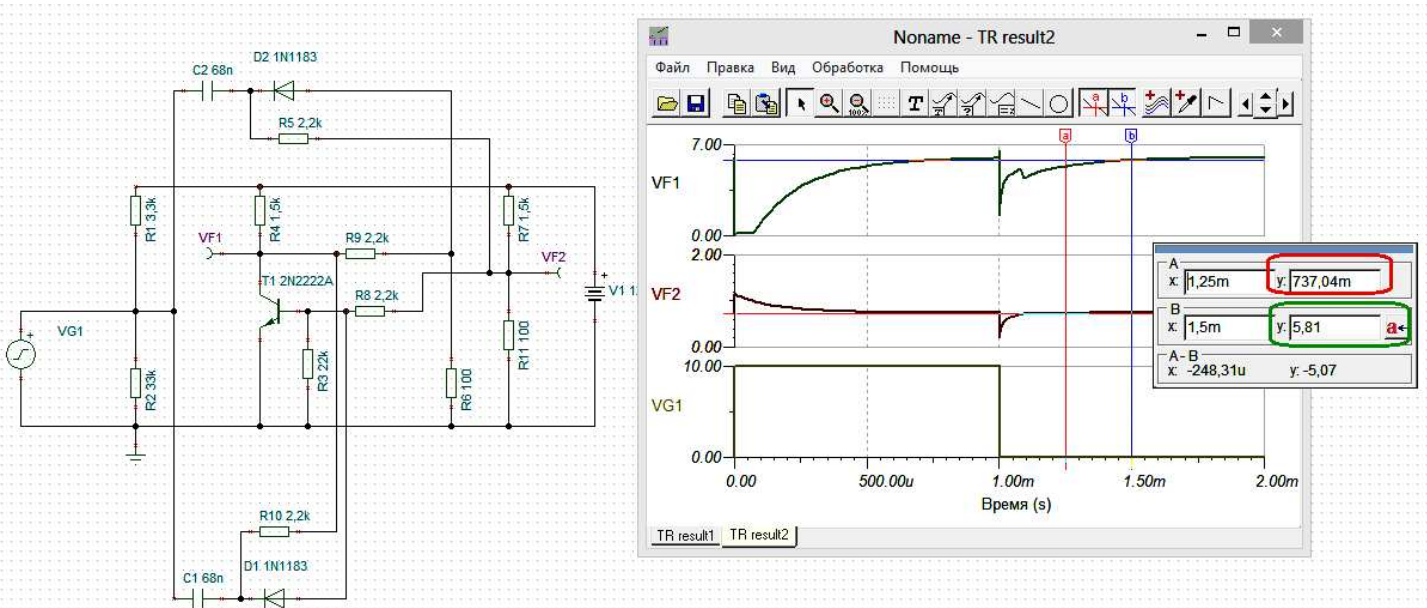 C2 68n
D2 1N1183
R5 2,2k
R1 3,3k
R4 1,5k
VF1
R9 2,2k
R7 1,5k
VF2
T1 2N2222A
R8 2,2k
V1 1
VG1
R2 33k
R3 22k
R6 100
R11 100
R10 2,2k
C1 68n
D1 1N1183
Noname - TR result2
Файл Правка Вид Обработка Помощь
100%
T
a b
a b
7.00
VF1
0.00
2.00
VF2
0.00
10.00
VG1
0.00
0.00 500.00u 1.00m 1.50m 2.00m
Время (s)
TR result1 TR result2
A
x: 1,25m y: 737,04m
B
x: 1,5m y: 5,81 a
A - B
x: -248,31u y: -5,07